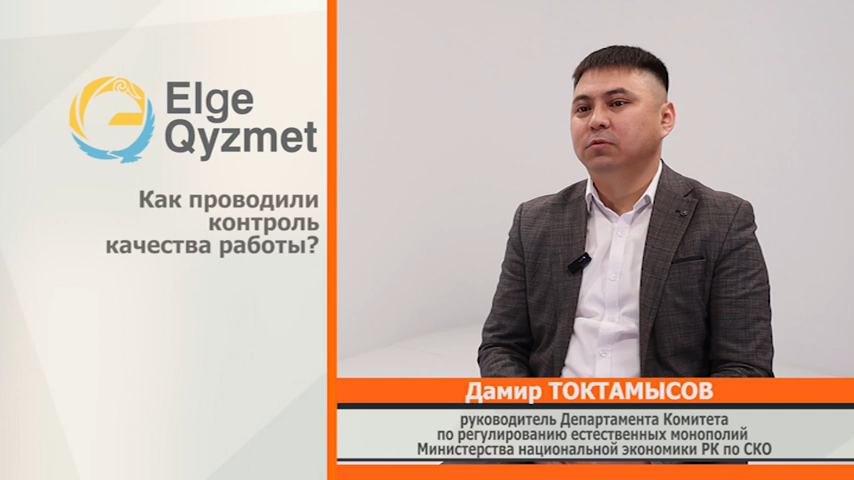 Elge
Qyzmet
Как проводили
контроль
качества работы?
Дамир ТОКТАМЫСОВ
руководитель Департамента Комитета
по регулированию естественных монополий
Министерства национальной экономики РК по СКО